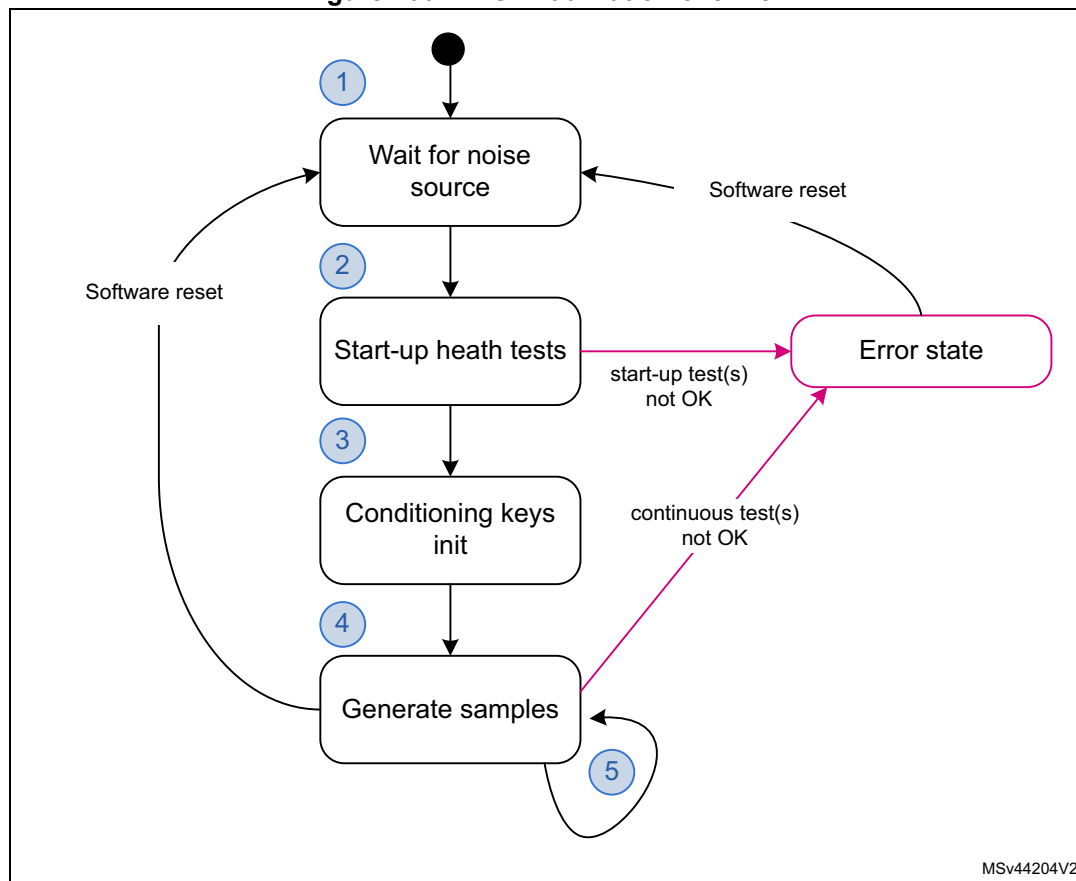 1
Wait for noise
source
Software reset
2
Software reset
Start-up heath tests
Error state
start-up test(s)
not OK
3
Conditioning keys
init
continuous test(s)
not OK
4
Generate samples
5
MSv44204V2